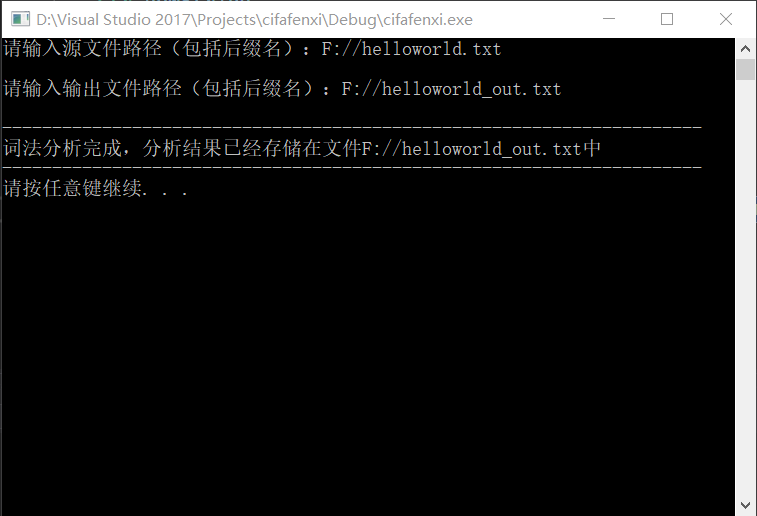 D:\Visual Studio 2017\Projects\cifafenxi\Debug\cifafenxi.exe
请输入源文件路径（包括后缀名）：F://helloworld.txt
请输入输出文件路径（包括后缀名）：F://helloworld_out.txt
----------------------------------------------------------------------
词法分析完成，分析结果已经存储在文件F://helloworld_out.txt中
----------------------------------------------------------------------
请按任意键继续. . .